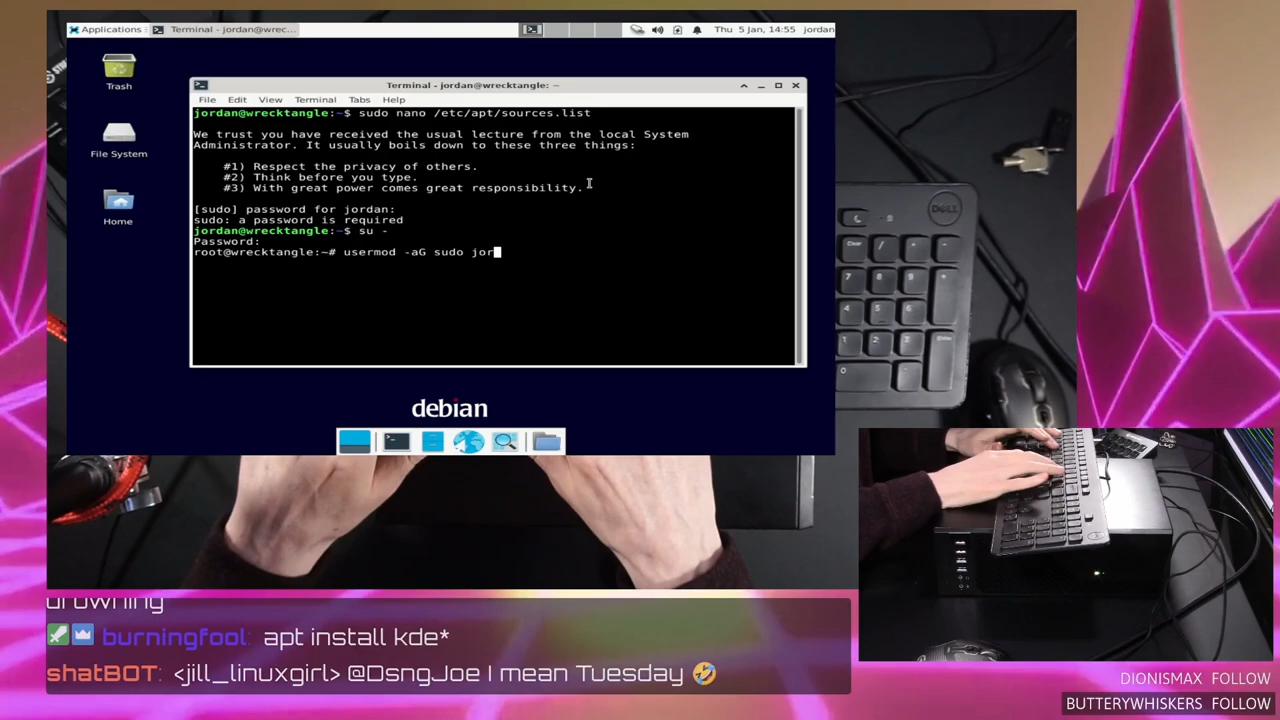 Applications
Terminal - jordan@wrec...
Thu 5 Jan, 14:55
jordan
Trash
File System
Home
Terminal - jordan@wrecktangle: ~
File Edit View Terminal Tabs Help
jordan@wrecktangle:~$ sudo nano /etc/apt/sources.list
We trust you have received the usual lecture from the local System
Administrator. It usually boils down to these three things:
#1) Respect the privacy of others.
#2) Think before you type.
#3) With great power comes great responsibility.
[sudo] password for jordan:
sudo: a password is required
jordan@wrecktangle:~$ su -
Password:
root@wrecktangle:~# usermod -aG sudo jor
debian
DELL
drowning
burningfool: apt install kde*
shatBOT: <jill_linuxgirl> @DsngJoe I mean Tuesday 🤣
DIONISMAX FOLLOW
BUTTERYWHISKERS FOLLOW